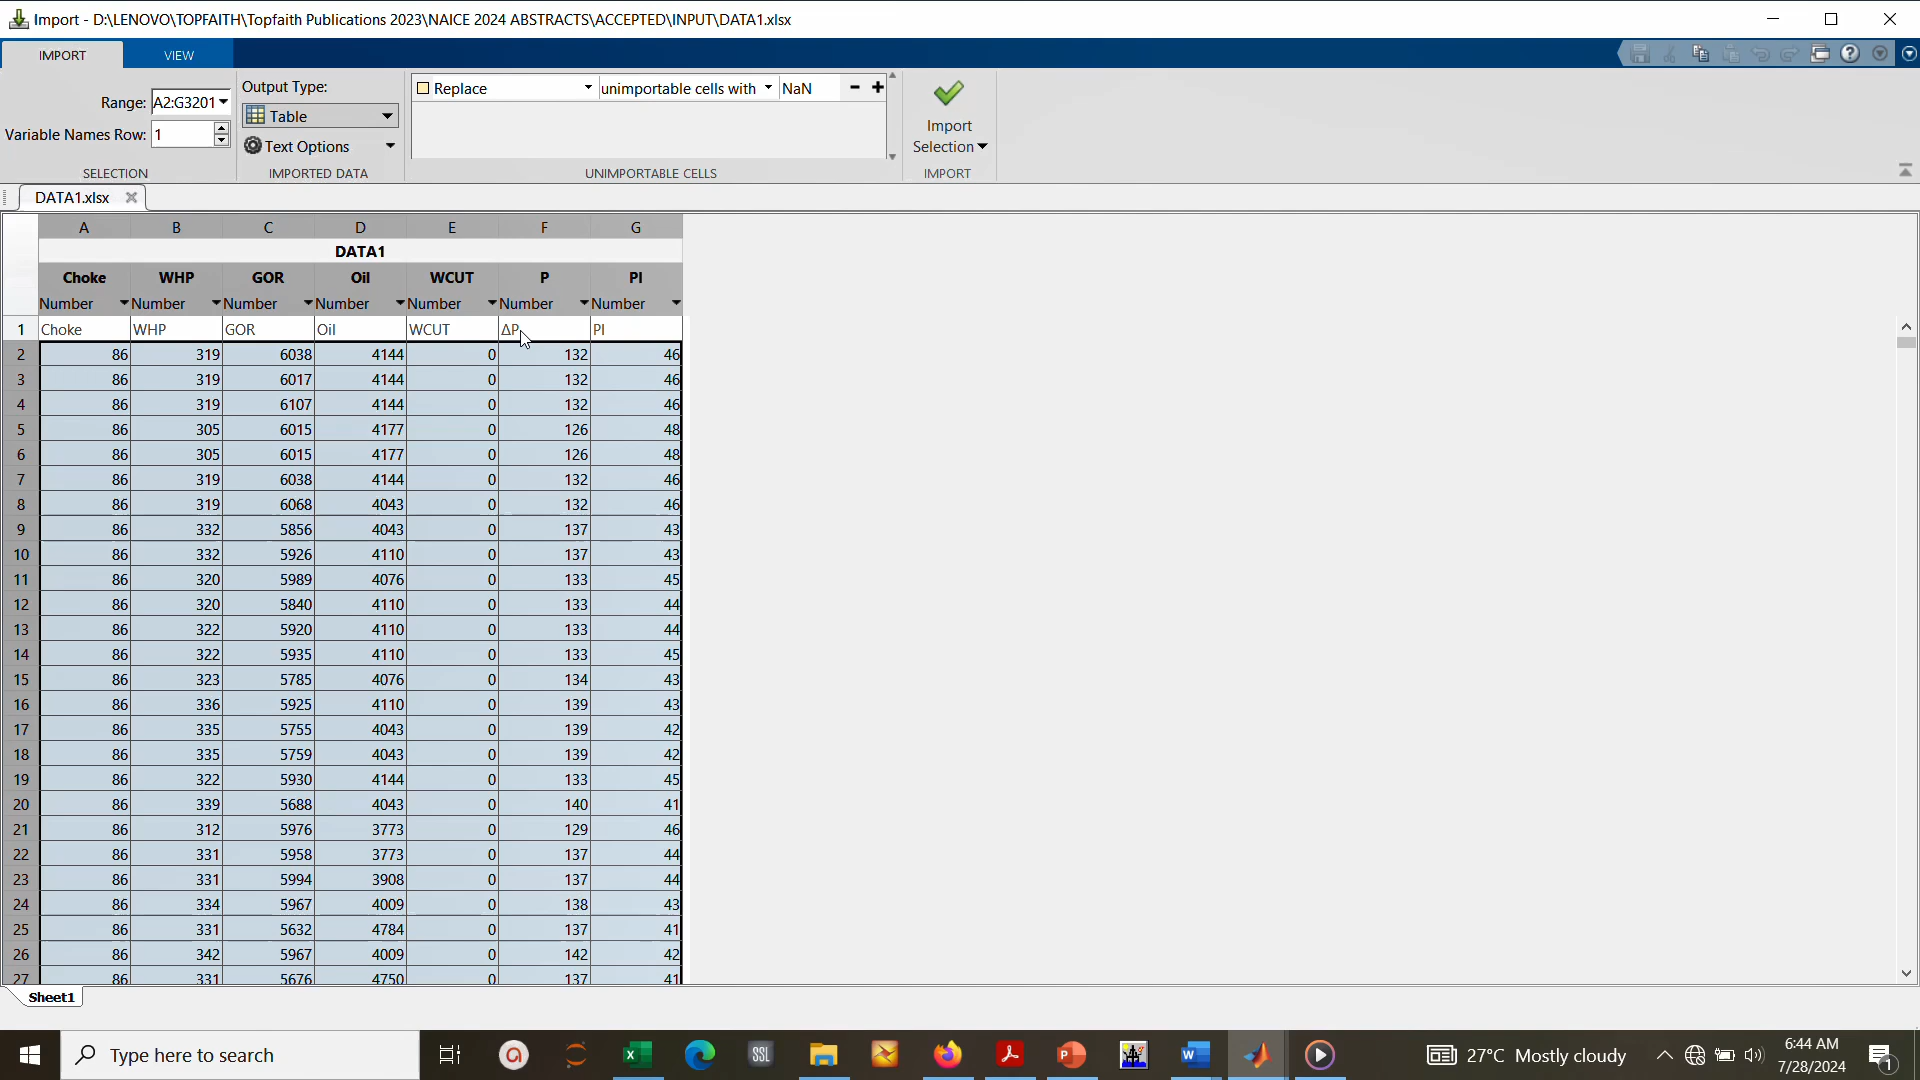 Import - D:\LENOVO\TOPFAITH\Topfaith Publications 2023\NAICE 2024 ABSTRACTS\ACCEPTED\INPUT\DATA1.xlsx
IMPORT VIEW
Range: A2:G3201
Variable Names Row: 1
SELECTION
Output Type:
Table
Text Options
IMPORTED DATA
Replace unimportable cells with NaN
UNIMPORTABLE CELLS
Import
Selection
IMPORT
DATA1.xlsx
A B C D E F G
DATA1
Choke WHP GOR Oil WCUT P PI
Number Number Number Number Number Number Number
1 Choke WHP GOR Oil WCUT ΔP PI
2 86 319 6038 4144 0 132 46
3 86 319 6017 4144 0 132 46
4 86 319 6107 4144 0 132 46
5 86 305 6015 4177 0 126 48
6 86 305 6015 4177 0 126 48
7 86 319 6038 4144 0 132 46
8 86 319 6068 4043 0 132 46
9 86 332 5856 4043 0 137 43
10 86 332 5926 4110 0 137 43
11 86 320 5989 4076 0 133 45
12 86 320 5840 4110 0 133 44
13 86 322 5920 4110 0 133 44
14 86 322 5935 4110 0 133 45
15 86 323 5785 4076 0 134 43
16 86 336 5925 4110 0 139 43
17 86 335 5755 4043 0 139 42
18 86 335 5759 4043 0 139 42
19 86 322 5930 4144 0 133 45
20 86 339 5688 4043 0 140 41
21 86 312 5976 3773 0 129 46
22 86 331 5958 3773 0 137 44
23 86 331 5994 3908 0 137 44
24 86 334 5967 4009 0 138 43
25 86 331 5632 4784 0 137 41
26 86 342 5967 4009 0 142 42
27 86 331 5676 4750 0 137 41
Sheet1
Type here to search
SSL
27°C Mostly cloudy
6:44 AM
7/28/2024
1